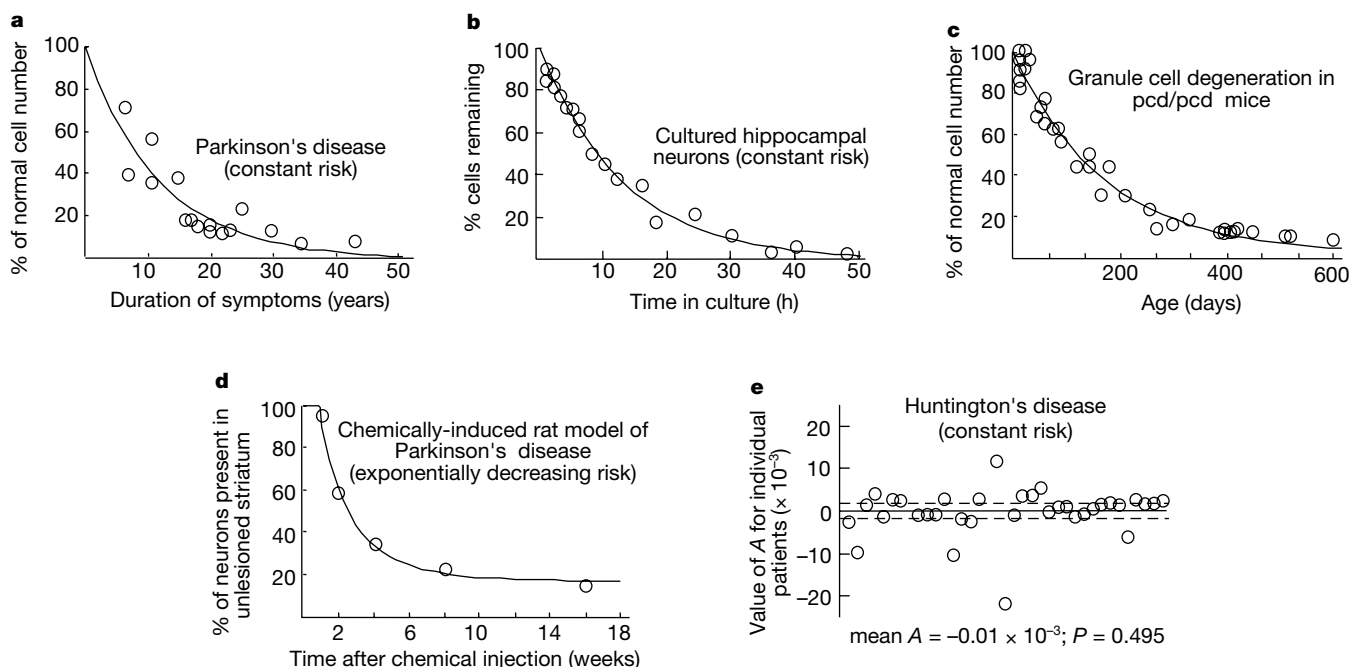 a
% of normal cell number
100
80
60
40
20
10
20
30
40
50
Parkinson's disease
(constant risk)
Duration of symptoms (years)
b
% cells remaining
100
80
60
40
20
10
20
30
40
50
Cultured hippocampal
neurons (constant risk)
Time in culture (h)
c
% of normal cell number
100
80
60
40
20
200
400
600
Granule cell degeneration in
pcd/pcd mice
Age (days)
d
% of neurons present in
unlesioned striatum
100
80
60
40
20
2
6
10
14
18
Chemically-induced rat model of
Parkinson's disease
(exponentially decreasing risk)
Time after chemical injection (weeks)
e
Value of A for individual
patients (× 10⁻³)
20
10
0
−10
−20
Huntington's disease
(constant risk)
mean A = −0.01 × 10⁻³; P = 0.495